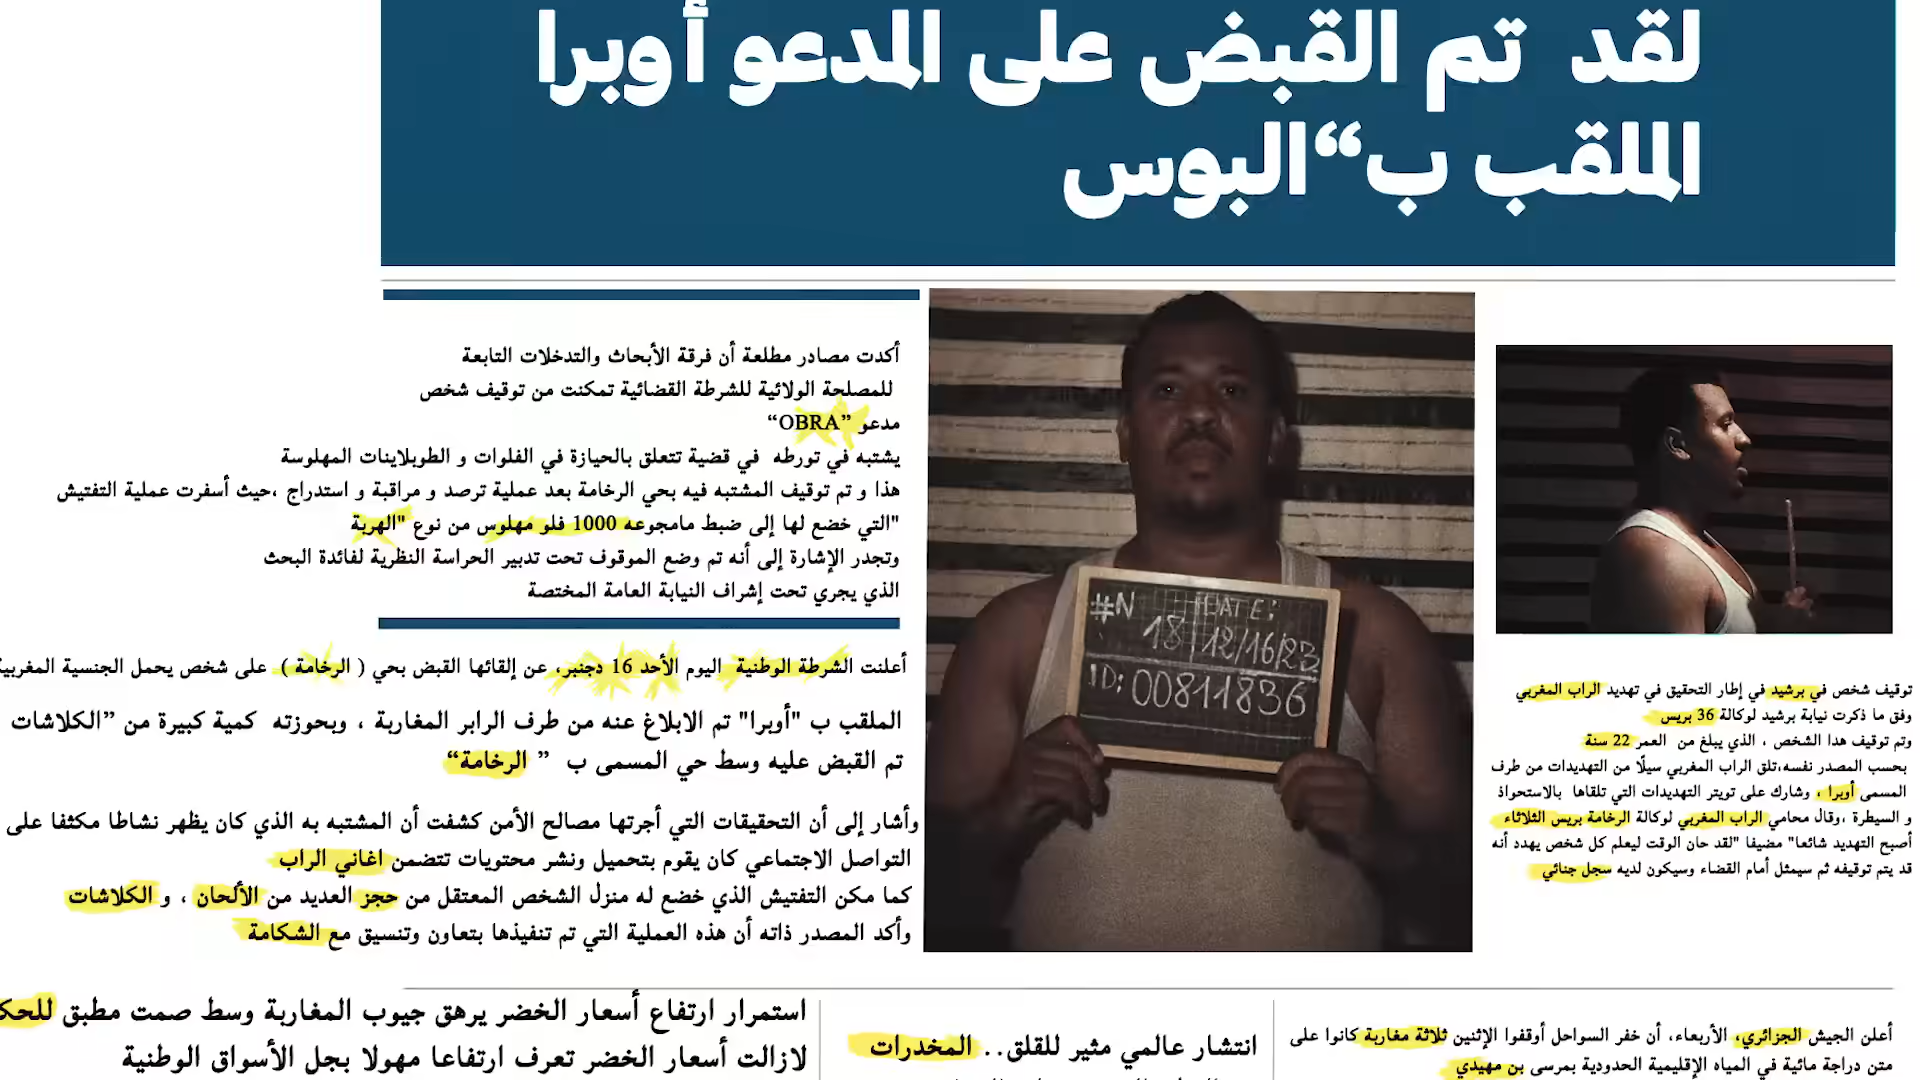 لقد تم القبض على المدعو أوبرا
الملقب ب“البوس
أكدت مصادر مطلعة أن فرقة الأبحاث والتدخلات التابعة
للمصلحة الولائية للشرطة القضائية تمكنت من توقيف شخص
مدعو ”OBRA“
يشتبه في تورطه في قضية تتعلق بالحيازة في الفلوات و الطوبلاينات المهلوسة
هذا و تم توقيف المشتبه فيه بحي الرخامة بعد عملية ترصد و مراقبة و استدراج ،حيث أسفرت عملية التفتيش
"التي خضع لها إلى ضبط مامجوعه 1000 فلو مهلوس من نوع "الهربة
وتجدر الإشارة إلى أنه تم وضع الموقوف تحت تدبير الحراسة النظرية لفائدة البحث
الذي يجري تحت إشراف النيابة العامة المختصة
أعلنت الشرطة الوطنية اليوم الأحد 16 دجنبر، عن إلقائها القبض بحي ( الرخامة ) على شخص يحمل الجنسية المغربية
الملقب ب "أوبرا" تم الابلاغ عنه من طرف الرابر المغاربة ، وبحوزته كمية كبيرة من ”الكلاشات
تم القبض عليه وسط حي المسمى ب ” الرخامة“
وأشار إلى أن التحقيقات التي أجرتها مصالح الأمن كشفت أن المشتبه به الذي كان يظهر نشاطا مكثفا على
التواصل الاجتماعي كان يقوم بتحميل ونشر محتويات تتضمن اغاني الراب
كما مكن التفتيش الذي خضع له منزل الشخص المعتقل من حجز العديد من الألحان ، و الكلاشات
وأكد المصدر ذاته أن هذه العملية التي تم تنفيذها بتعاون وتنسيق مع الشكامة
#N DATE:
18 12/16/23
ID: 00811836
توقيف شخص في برشيد في إطار التحقيق في تهديد الراب المغربي
وفق ما ذكرت نيابة برشيد لوكالة 36 بريس
وتم توقيف هدا الشخص ، الذي يبلغ من العمر 22 سنة
بحسب المصدر نفسه،تلق الراب المغربي سيلًا من التهديدات من طرف
المسمى أوبرا ، وشارك على تويتر التهديدات التي تلقاها بالاستحواذ
و السيطرة ،وقال محامي الراب المغربي لوكالة الرخامة بريس الثلاثاء
أصبح التهديد شائعا" مضيفا "لقد حان الوقت ليعلم كل شخص يهدد أنه
قد يتم توقيفه ثم سيمثل أمام القضاء وسيكون لديه سجل جنائي
أعلن الجيش الجزائري، الأربعاء، أن خفر السواحل أوقفوا الإثنين ثلاثة مغاربة كانوا على
متن دراجة مائية في المياه الإقليمية الحدودية بمرسى بن مهيدي
انتشار عالمي مثير للقلق.. المخدرات
استمرار ارتفاع أسعار الخضر يرهق جيوب المغاربة وسط صمت مطبق
لازالت أسعار الخضر تعرف ارتفاعا مهولا بجل الأسواق الوطنية